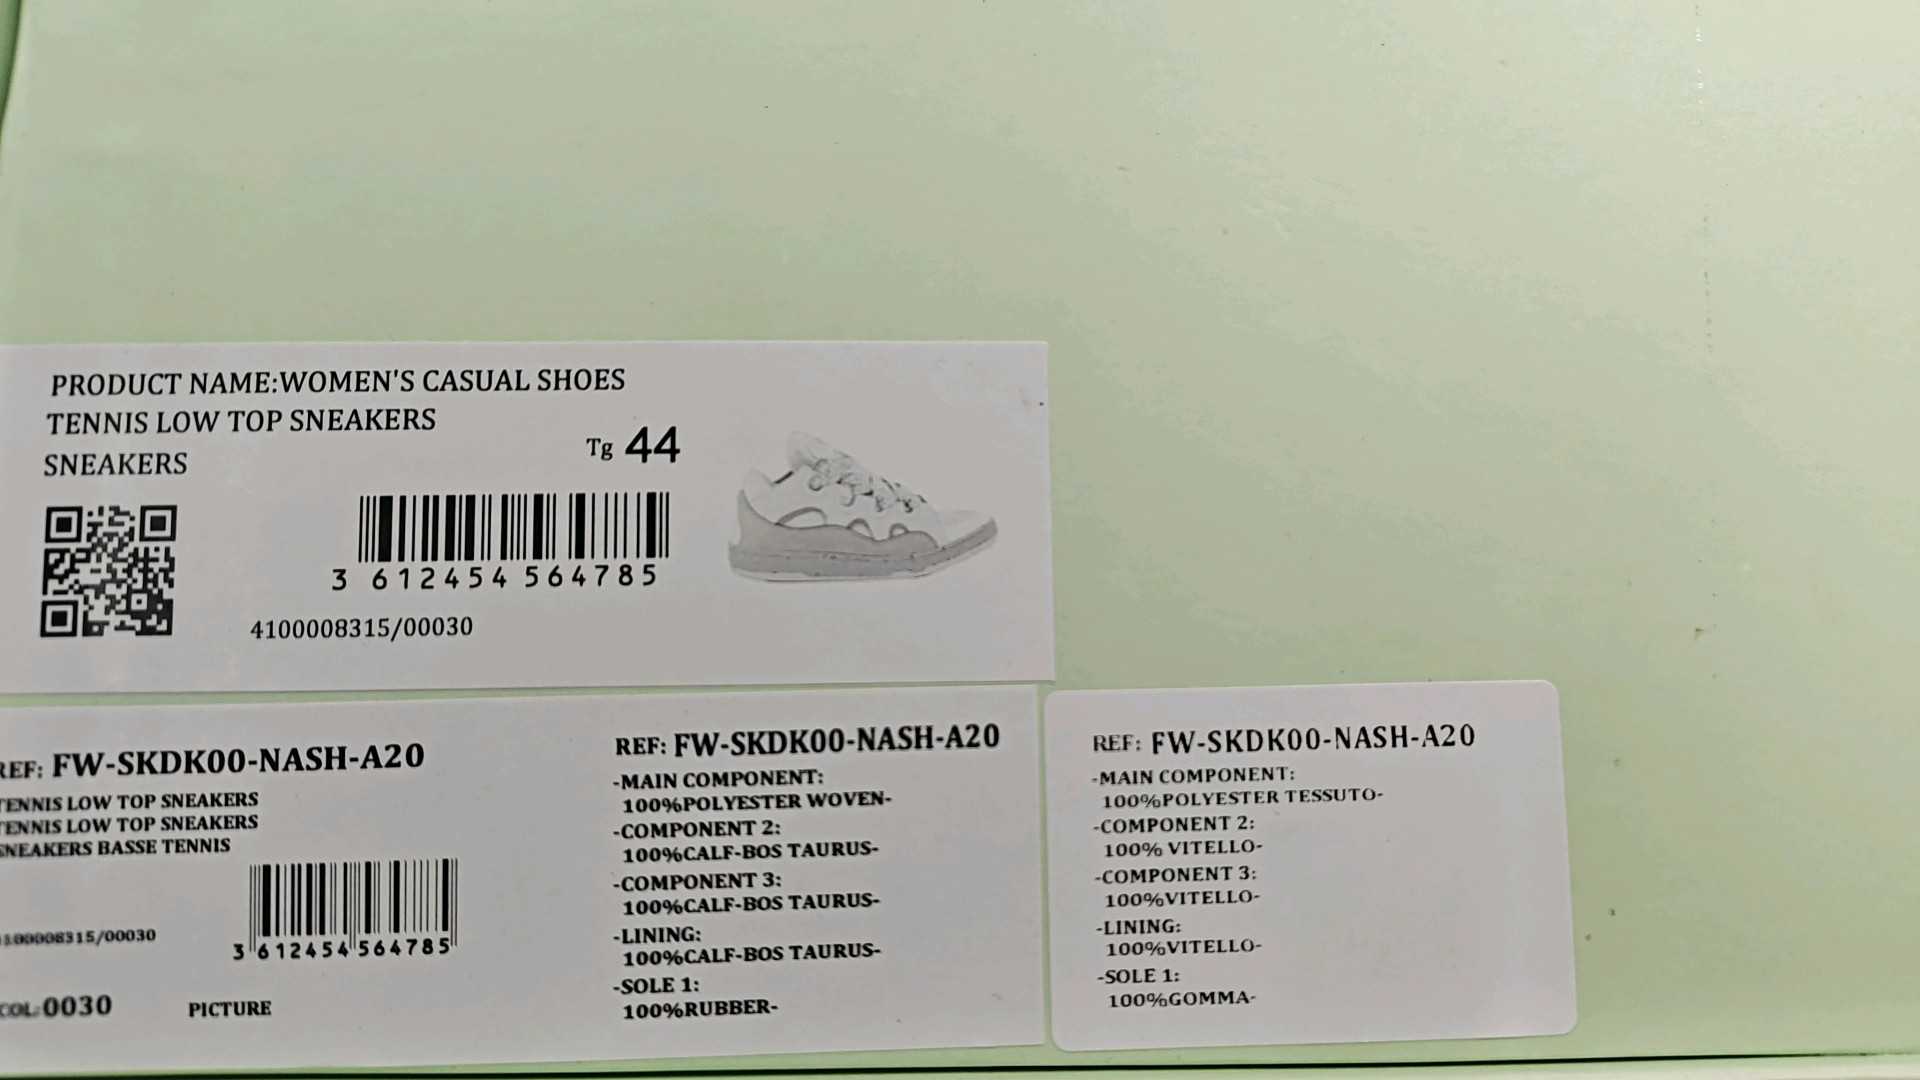 PRODUCT NAME:WOMEN'S CASUAL SHOES
TENNIS LOW TOP SNEAKERS
SNEAKERS
Tg 44
3 612454 564785
4100008315/00030
REF: FW-SKDK00-NASH-A20
TENNIS LOW TOP SNEAKERS
TENNIS LOW TOP SNEAKERS
SNEAKERS BASSE TENNIS
4100008315/00030
3 612454 564785
COL:0030
PICTURE
REF: FW-SKDK00-NASH-A20
-MAIN COMPONENT:
100%POLYESTER WOVEN-
-COMPONENT 2:
100%CALF-BOS TAURUS-
-COMPONENT 3:
100%CALF-BOS TAURUS-
-LINING:
100%CALF-BOS TAURUS-
-SOLE 1:
100%RUBBER-
REF: FW-SKDK00-NASH-A20
-MAIN COMPONENT:
100%POLYESTER TESSUTO-
-COMPONENT 2:
100% VITELLO-
-COMPONENT 3:
100%VITELLO-
-LINING:
100%VITELLO-
-SOLE 1:
100%GOMMA-